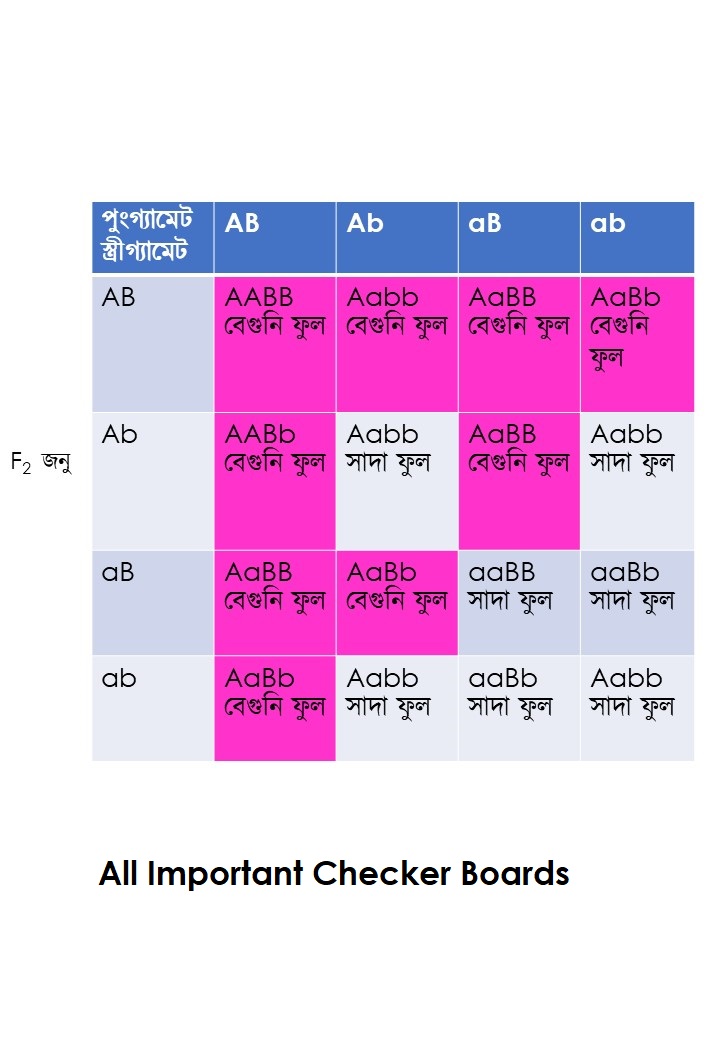 পুংগ্যামেট AB Ab aB ab
স্ত্রীগ্যামেট
AB AABB Aabb AaBB AaBb
বেগুনি ফুল বেগুনি ফুল বেগুনি ফুল বেগুনি
ফুল
Ab AABb Aabb AaBB Aabb
F2 জনু বেগুনি ফুল সাদা ফুল বেগুনি ফুল সাদা ফুল
aB AaBB AaBb aaBB aaBb
বেগুনি ফুল বেগুনি ফুল সাদা ফুল সাদা ফুল
ab AaBb Aabb aaBb Aabb
বেগুনি ফুল সাদা ফুল সাদা ফুল সাদা ফুল
All Important Checker Boards